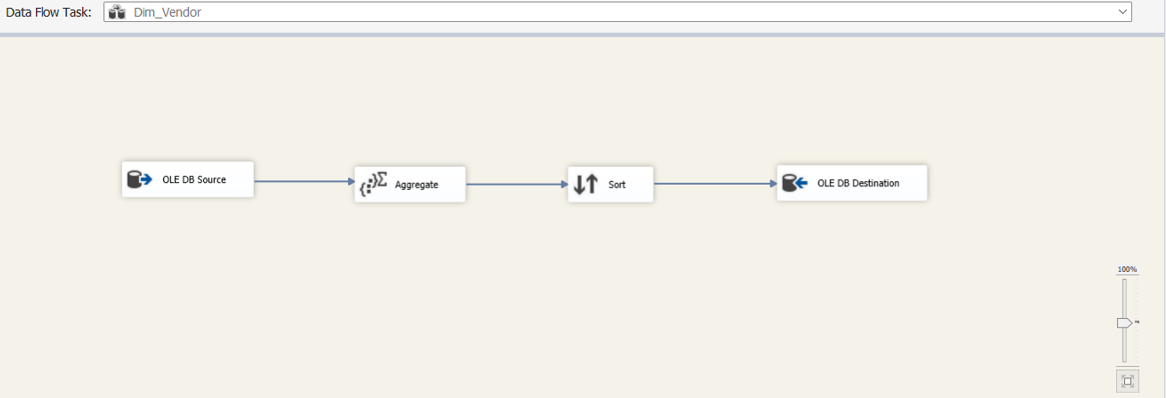 Data Flow Task: Dim_Vendor
OLE DB Source
Aggregate
Sort
OLE DB Destination
100%